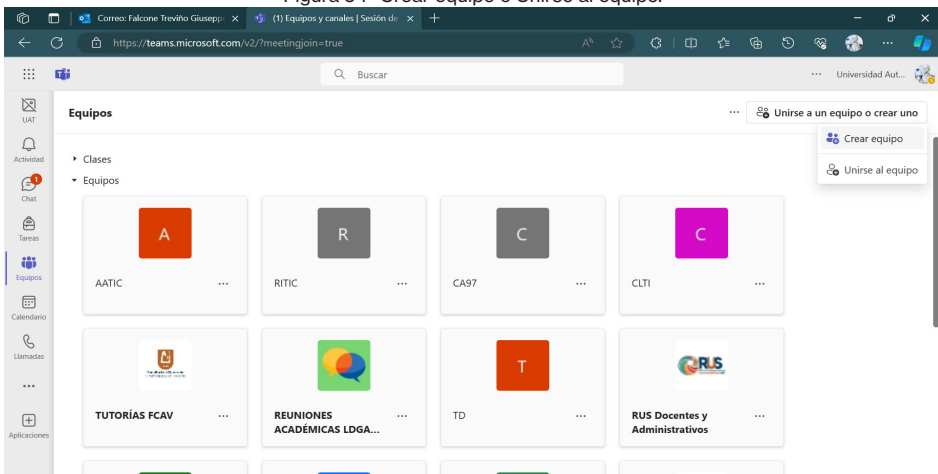 Figura 34- Crear equipo o Unirse al equipo.
Correo: Falcone Treviño Giusepp
(1) Equipos y canales | Sesión de
https://teams.microsoft.com/v2/?meetingjoin=true
Buscar
Universidad Aut...
UAT
Equipos
Unirse a un equipo o crear uno
Crear equipo
Unirse al equipo
Actividad
Clases
Equipos
1
Chat
Tareas
Equipos
Calendario
Llamadas
Aplicaciones
A
R
C
C
AATIC
RITIC
CA97
CLTI
T
RUS
TUTORÍAS FCAV
REUNIONES
ACADÉMICAS LDGA...
TD
RUS Docentes y
Administrativos